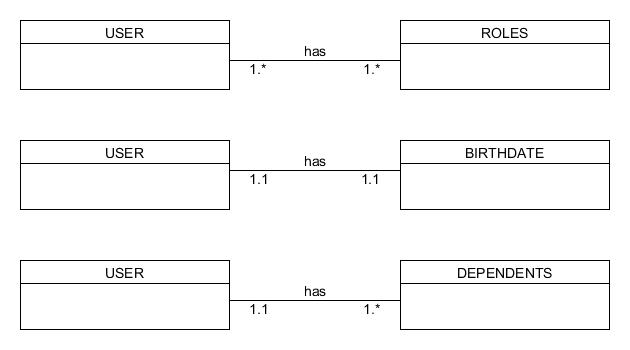 USER
has
ROLES
1.*
1.*
USER
has
BIRTHDATE
1.1
1.1
USER
has
DEPENDENTS
1.1
1.*